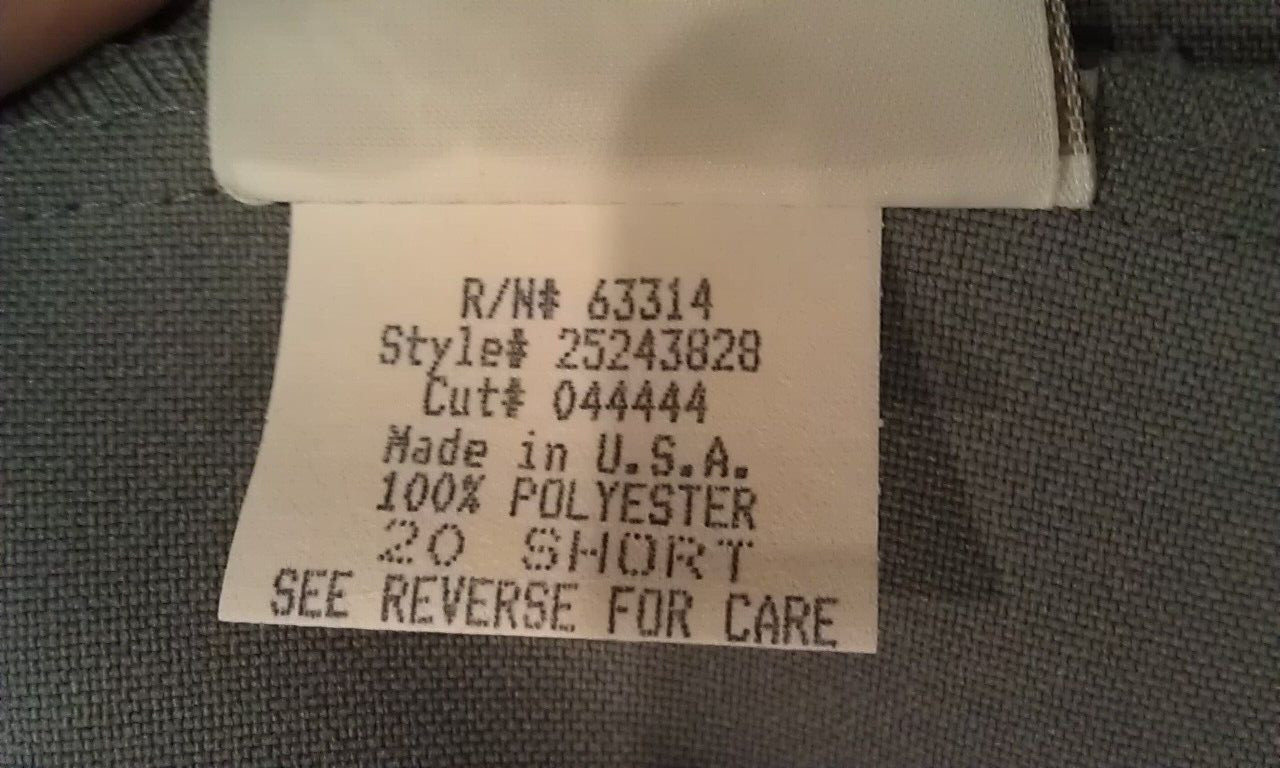 R/N# 63314
Style# 25243828
Cut# 044444
Made in U.S.A.
100% POLYESTER
20 SHORT
SEE REVERSE FOR CARE